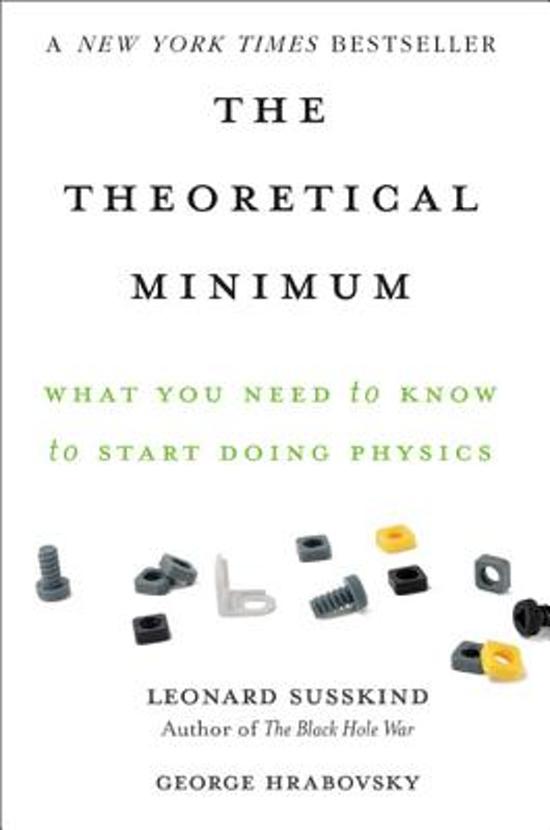 A NEW YORK TIMES BESTSELLER
THE
THEORETICAL
MINIMUM
WHAT YOU NEED to KNOW
to START DOING PHYSICS
LEONARD SUSSKIND
Author of The Black Hole War
GEORGE HRABOVSKY